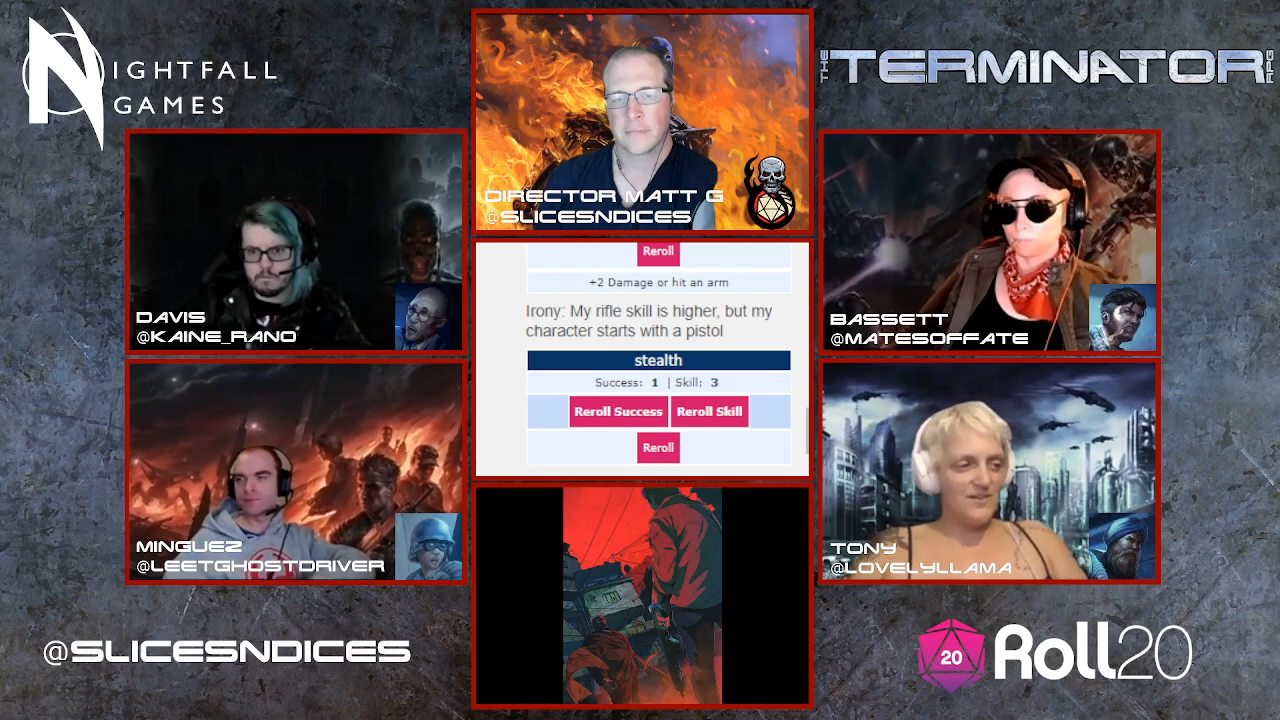 NIGHTFALL
GAMES
THE TERMINATOR RPG
DIRECTOR MATT G
@SLICESNDICES
DAVIS
@KAINE_RANO
Reroll
+2 Damage or hit an arm
Irony: My rifle skill is higher, but my
character starts with a pistol
stealth
Success: 1 | Skill: 3
Reroll Success Reroll Skill
Reroll
BASSETT
@MATESOFFATE
MINGUEZ
@LEETGHOSTDRIVER
TONY
@LOVELYLLAMA
@SLICESNDICES
20
Roll20